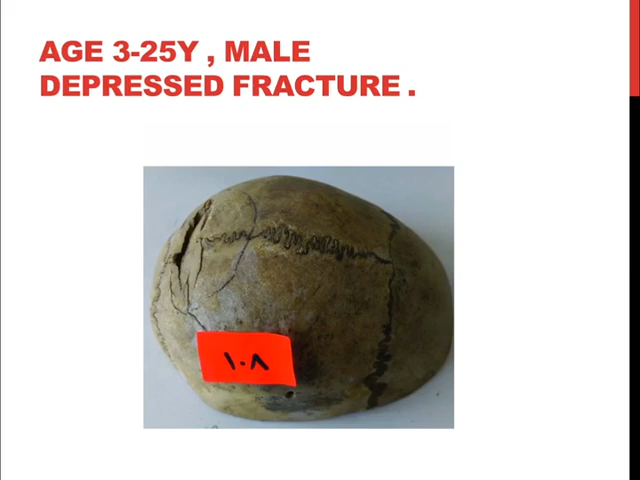 AGE 3-25Y , MALE
DEPRESSED FRACTURE .
١٠٨